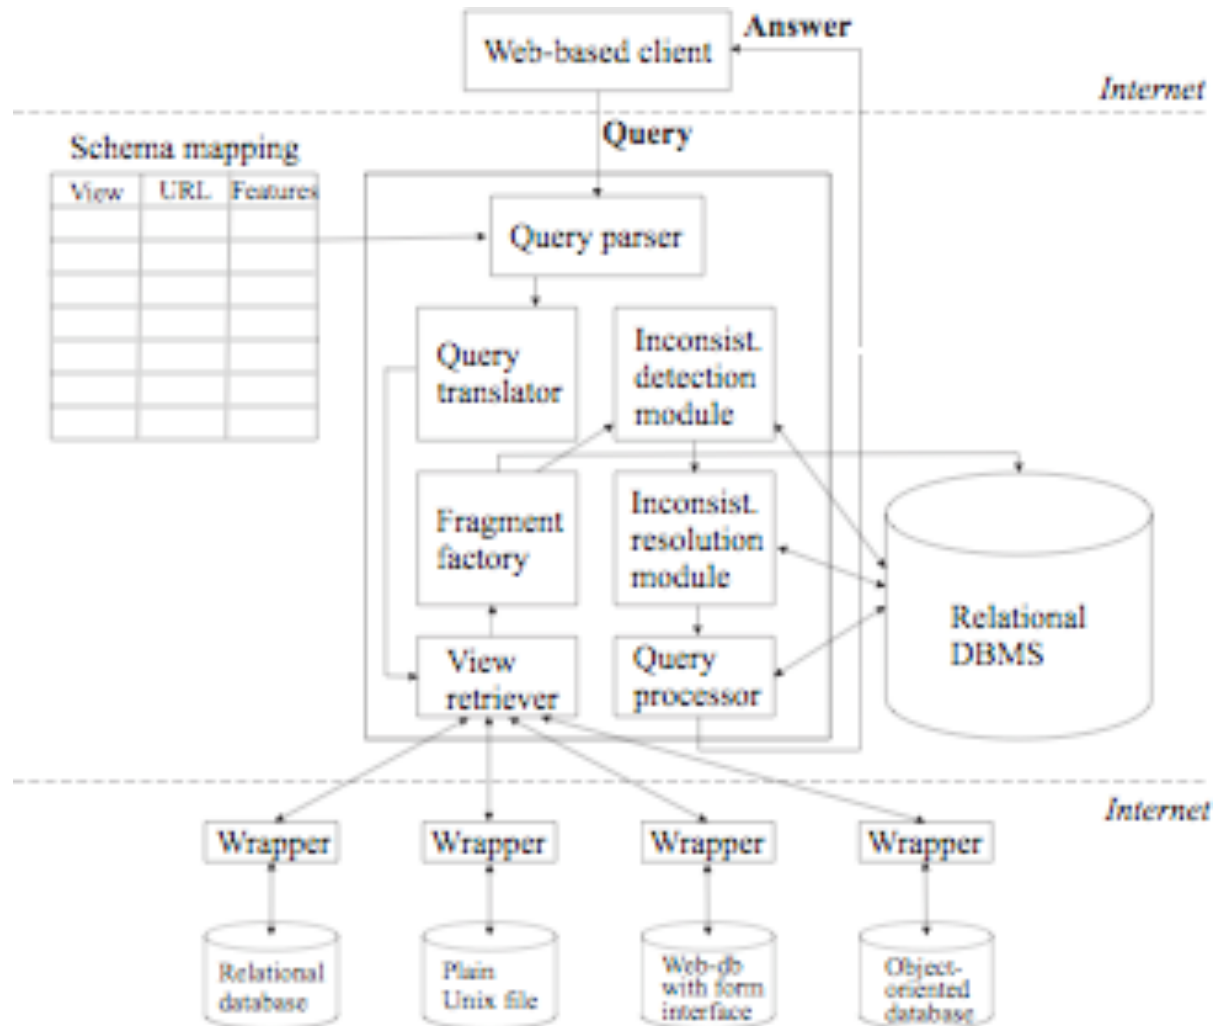 Answer
Web-based client
Internet
Query
Schema mapping
View URL Features
Query parser
Query
translator
Inconsist.
detection
module
Fragment
factory
Inconsist.
resolution
module
Relational
DBMS
View
retriever
Query
processor
Internet
Wrapper Wrapper Wrapper Wrapper
Relational
database
Plain
Unix file
Web-db
with form
interface
Object-
oriented
database